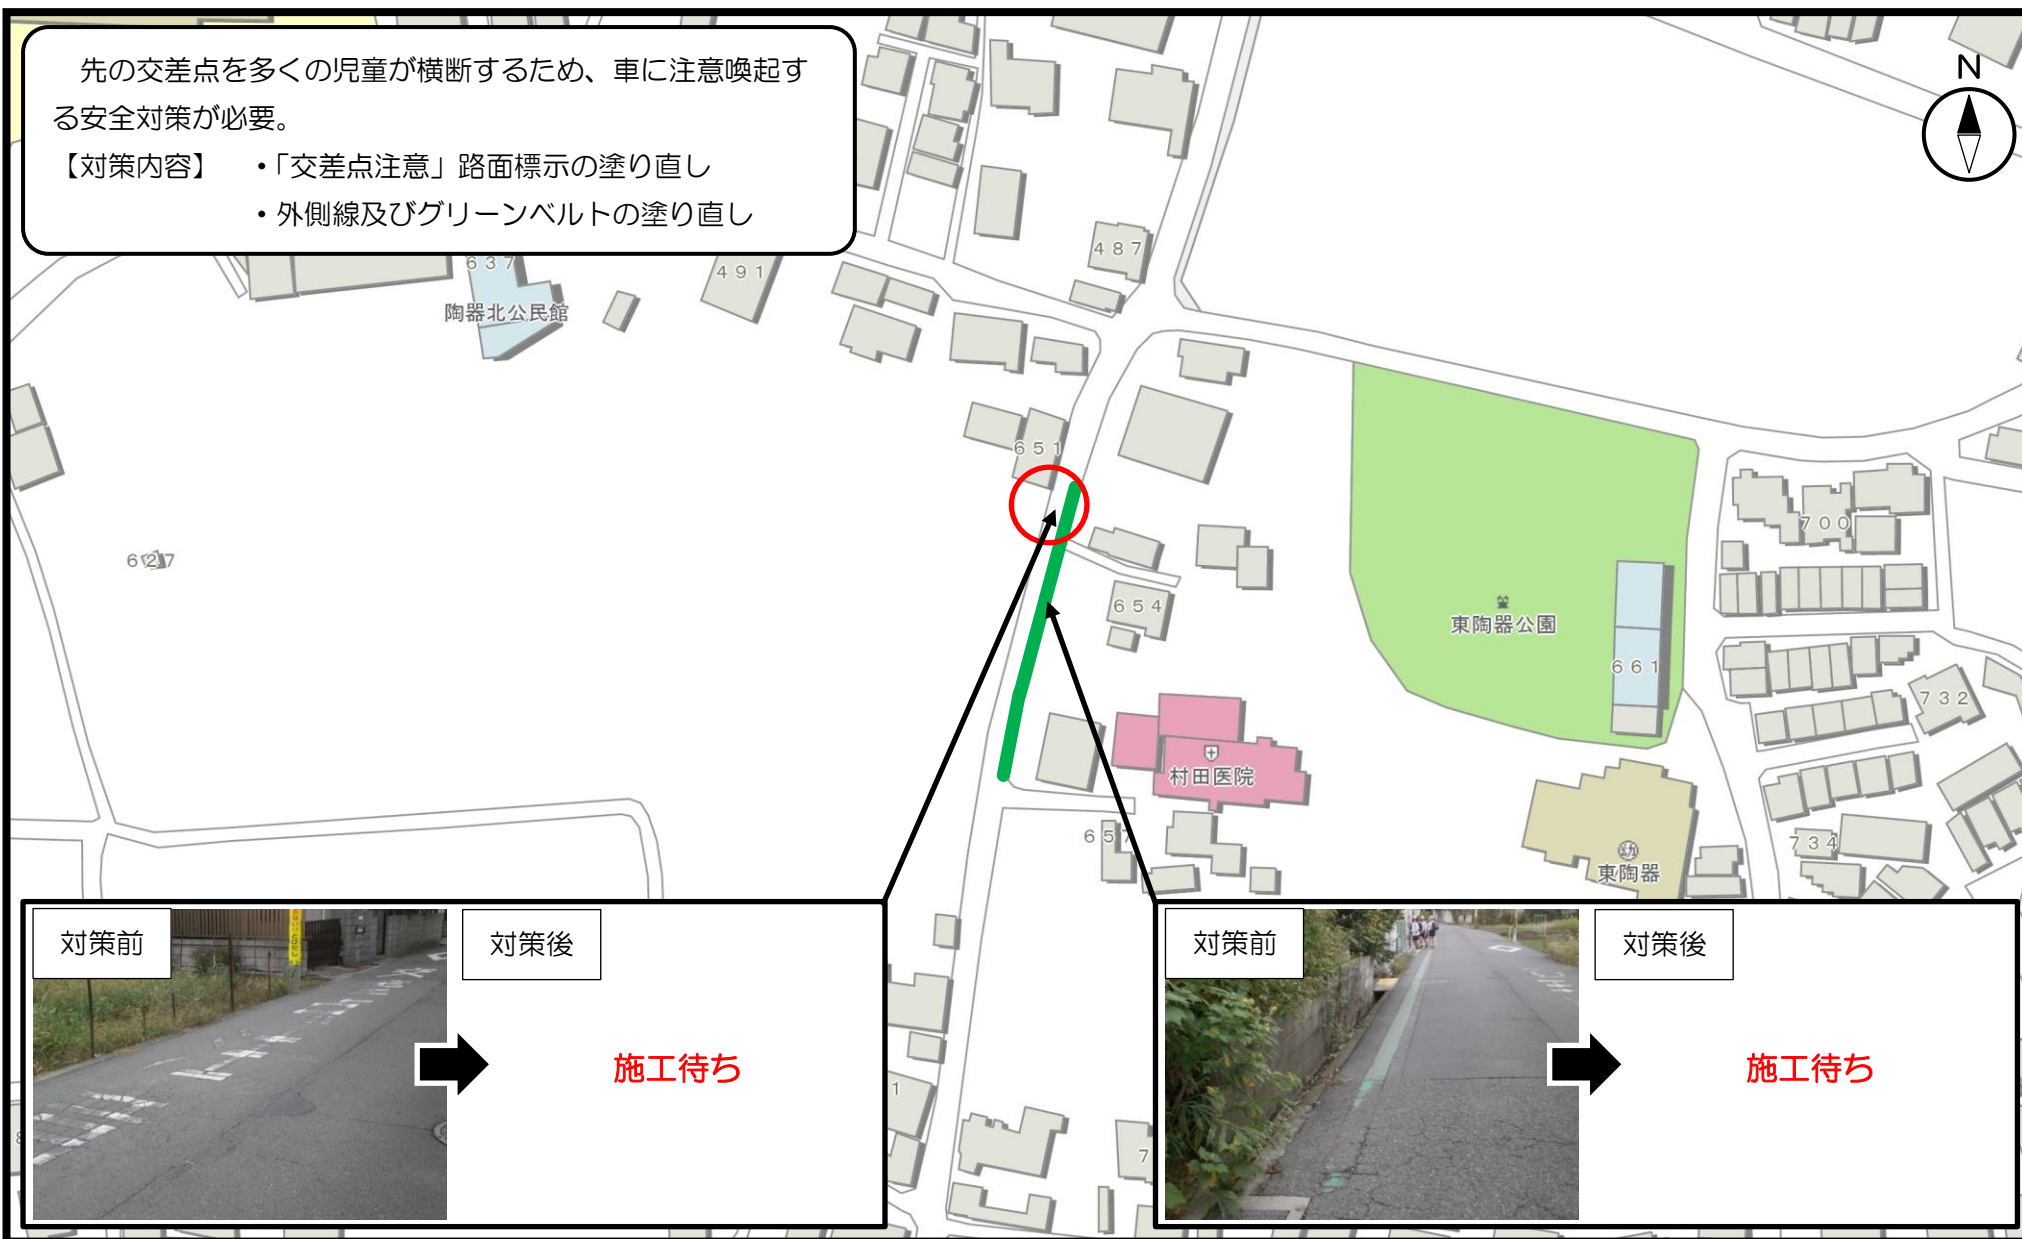 先の交差点を多くの児童が横断するため、車に注意喚起す
る安全対策が必要。
【対策内容】　・「交差点注意」路面標示の塗り直し
・外側線及びグリーンベルトの塗り直し
N
637
陶器北公民館
491
487
651
627
654
東陶器公園
661
700
732
村田医院
657
734
東陶器
対策前
対策後
施工待ち
対策前
対策後
施工待ち